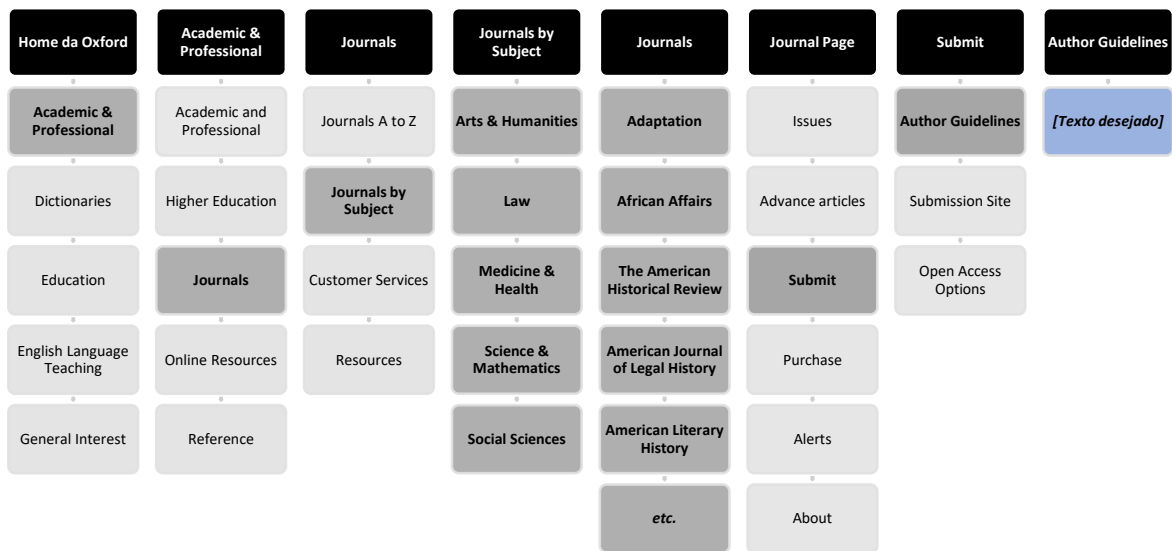 Home da Oxford
Academic &
Professional
Dictionaries
Education
English Language
Teaching
General Interest
Academic &
Professional
Academic and
Professional
Higher Education
Journals
Online Resources
Reference
Journals
Journals A to Z
Journals by
Subject
Customer Services
Resources
Journals by
Subject
Arts & Humanities
Law
Medicine &
Health
Science &
Mathematics
Social Sciences
Journals
Adaptation
African Affairs
The American
Historical Review
American Journal
of Legal History
American Literary
History
etc.
Journal Page
Issues
Advance articles
Submit
Purchase
Alerts
About
Submit
Author Guidelines
Submission Site
Open Access
Options
Author Guidelines
[Texto desejado]